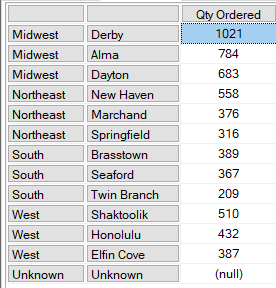 Qty Ordered
Midwest Derby 1021
Midwest Alma 784
Midwest Dayton 683
Northeast New Haven 558
Northeast Marchand 376
Northeast Springfield 316
South Brasstown 389
South Seaford 367
South Twin Branch 209
West Shaktoolik 510
West Honolulu 432
West Elfin Cove 387
Unknown Unknown (null)